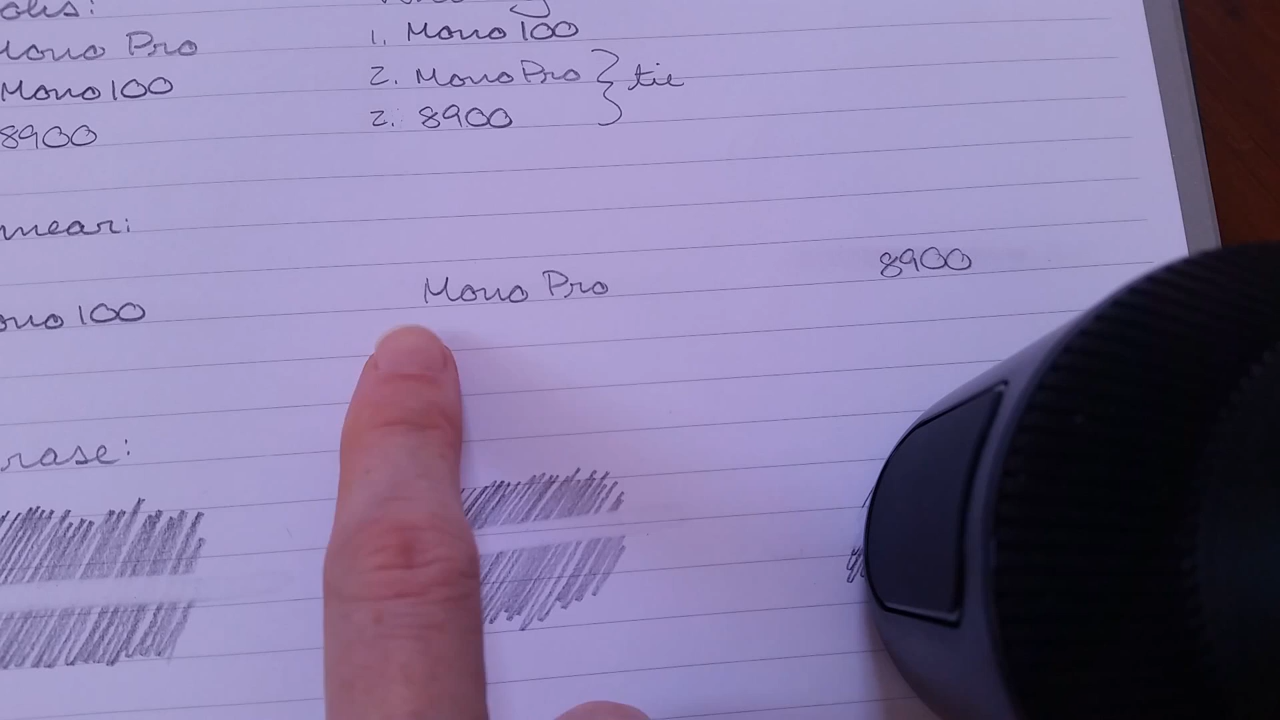 Mono Pro
Mono 100
8900
1. Mono 100
2. Mono Pro } tie
2. 8900
Mono Pro
8900